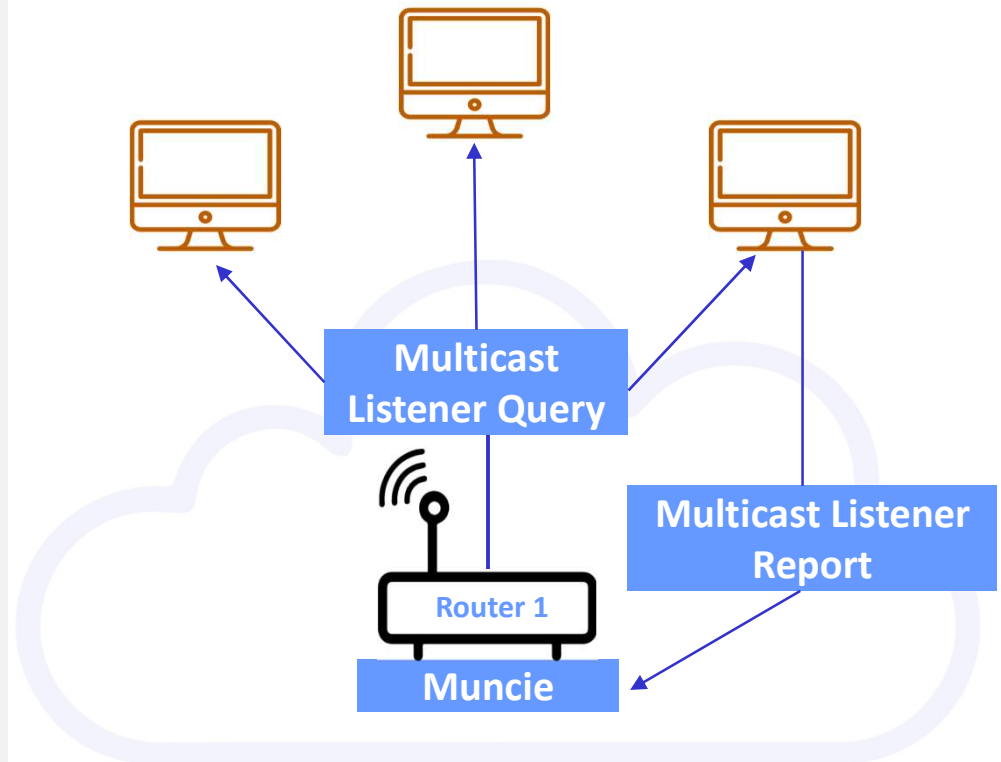 Multicast
Listener Query
Multicast Listener
Report
Router 1
Muncie